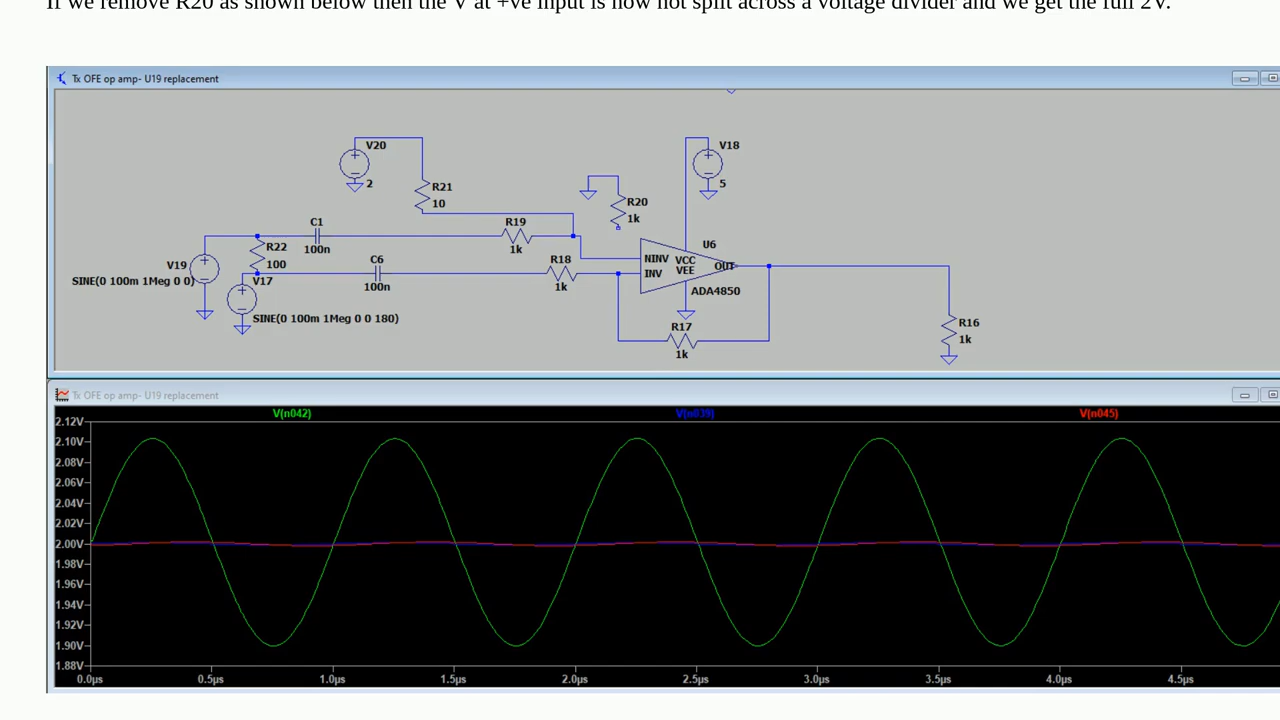 If we remove R20 as shown below then the V at +ve input is now not split across a voltage divider and we get the full 2V.
Tx OFE op amp- U19 replacement
V20
2
R21
10
V18
5
R20
1k
C1
100n
R19
1k
R22
100
V19
SINE(0 100m 1Meg 0 0)
C6
100n
R18
1k
V17
SINE(0 100m 1Meg 0 0 180)
U6
NINV VCC
INV VEE
OUT
ADA4850
R17
1k
R16
1k
Tx OFE op amp- U19 replacement
V(n042) V(n039) V(n045)
2.12V
2.10V
2.08V
2.06V
2.04V
2.02V
2.00V
1.98V
1.96V
1.94V
1.92V
1.90V
1.88V
0.0µs 0.5µs 1.0µs 1.5µs 2.0µs 2.5µs 3.0µs 3.5µs 4.0µs 4.5µs